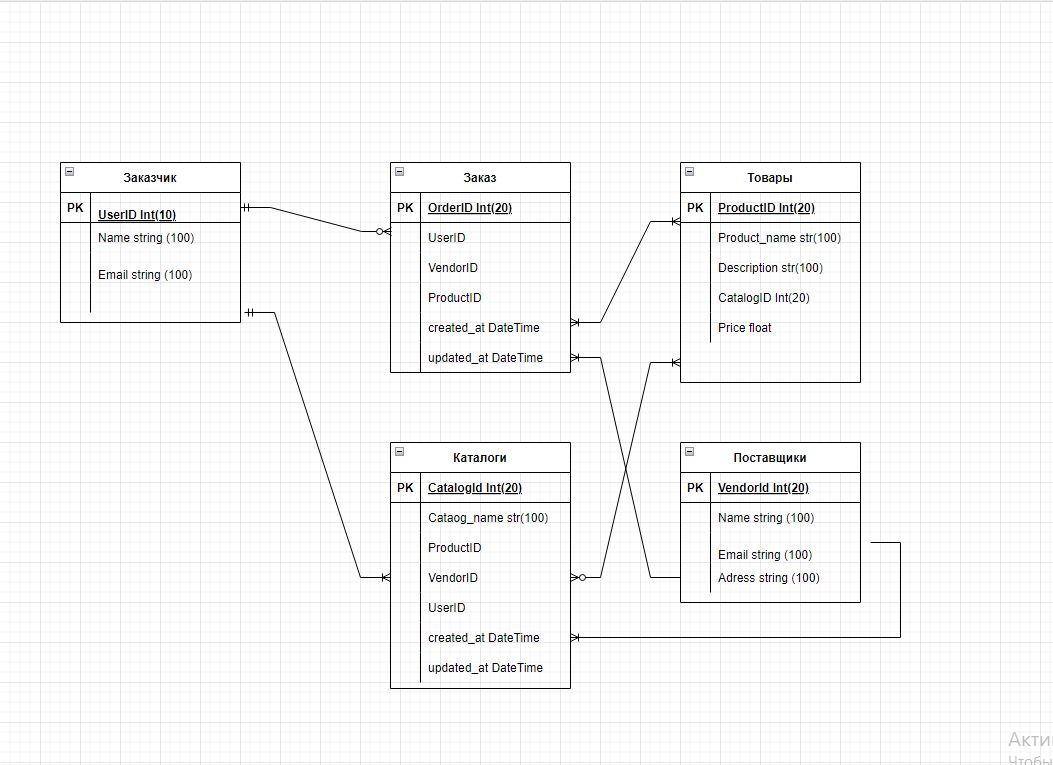 Заказчик
PK
UserID Int(10)
Name string (100)
Email string (100)
Заказ
PK
OrderID Int(20)
UserID
VendorID
ProductID
created_at DateTime
updated_at DateTime
Товары
PK
ProductID Int(20)
Product_name str(100)
Description str(100)
CatalogID Int(20)
Price float
Каталоги
PK
CatalogId Int(20)
Cataog_name str(100)
ProductID
VendorID
UserID
created_at DateTime
updated_at DateTime
Поставщики
PK
VendorId Int(20)
Name string (100)
Email string (100)
Adress string (100)
Акти
Чтобы